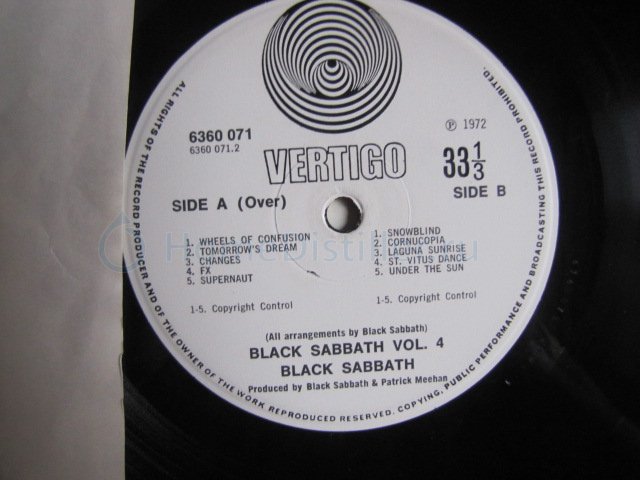 ALL RIGHTS OF THE RECORD PRODUCER AND OF THE OWNER OF THE WORK REPRODUCED RESERVED. COPYING, PUBLIC PERFORMANCE AND BROADCASTING THIS RECORD PROHIBITED.
6360 071
6360 071.2
℗ 1972
VERTIGO
33 1/3
SIDE A (Over)
SIDE B
1. WHEELS OF CONFUSION
2. TOMORROW'S DREAM
3. CHANGES
4. FX
5. SUPERNAUT
1-5. Copyright Control
1. SNOWBLIND
2. CORNUCOPIA
3. LAGUNA SUNRISE
4. ST. VITUS DANCE
5. UNDER THE SUN
1-5. Copyright Control
(All arrangements by Black Sabbath)
BLACK SABBATH VOL. 4
BLACK SABBATH
Produced by Black Sabbath & Patrick Meehan